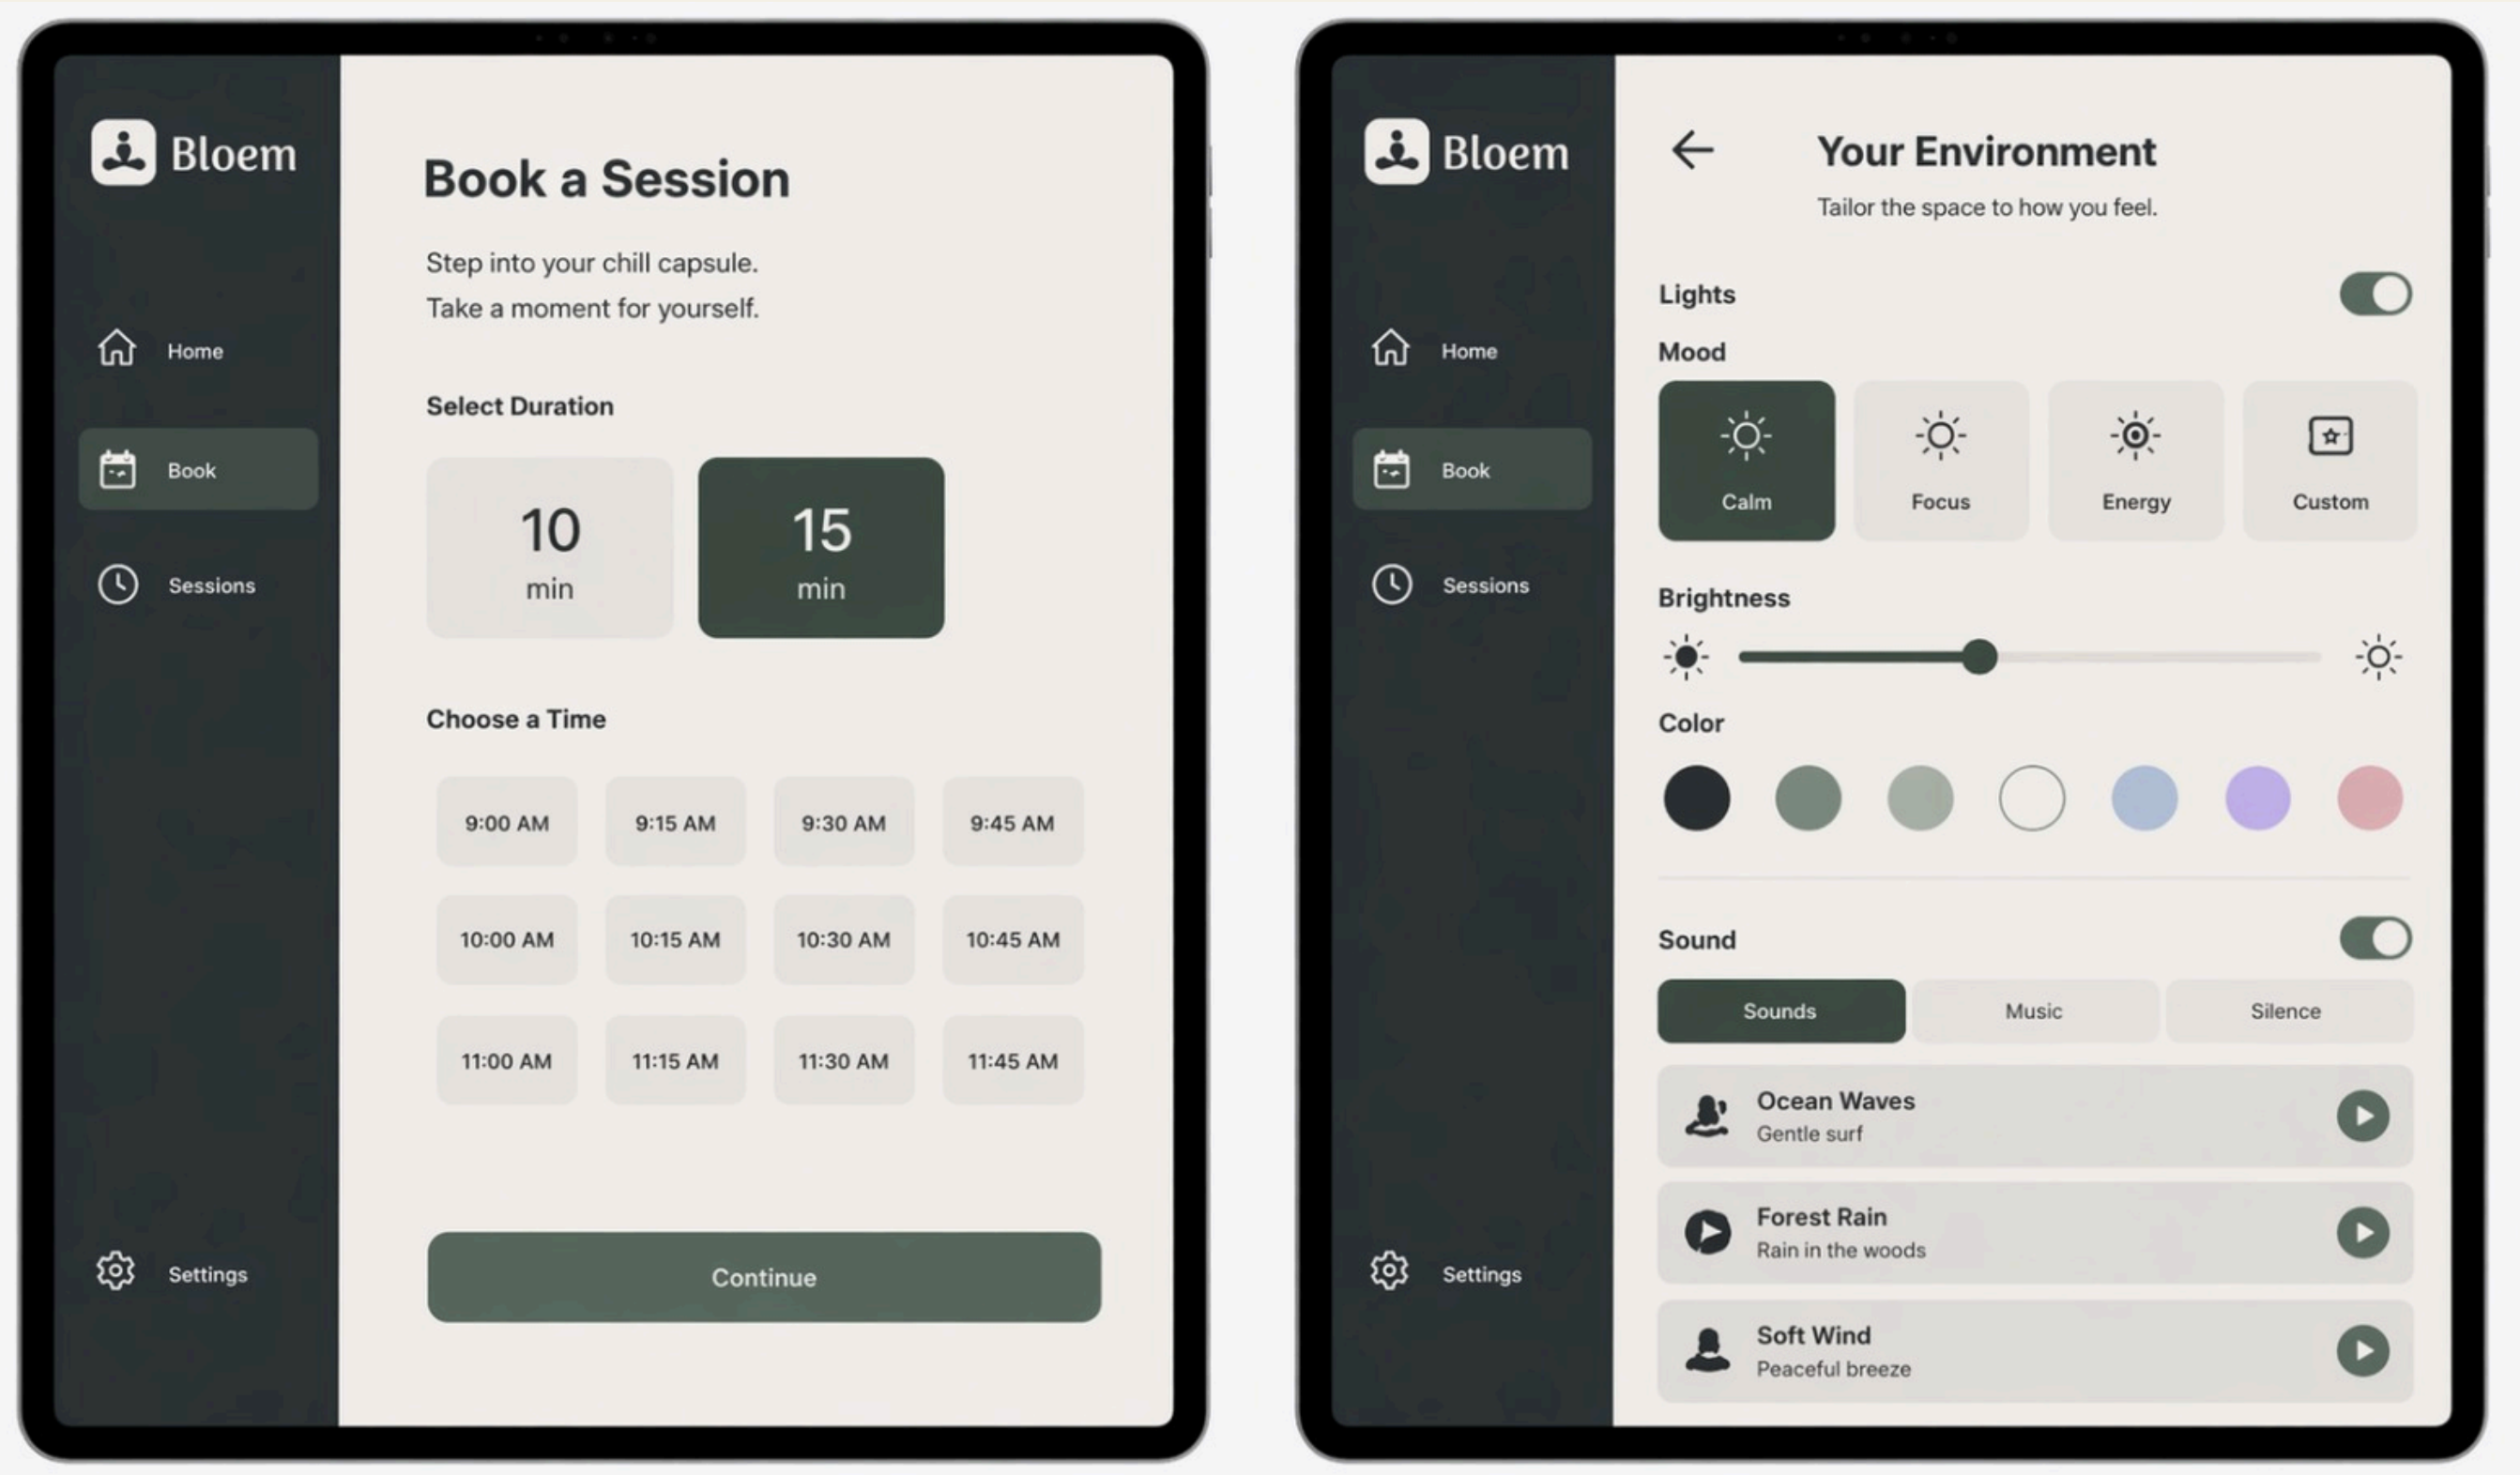 Bloem
Home
Book
Sessions
Settings
Book a Session
Step into your chill capsule.
Take a moment for yourself.
Select Duration
10
min
15
min
Choose a Time
9:00 AM
9:15 AM
9:30 AM
9:45 AM
10:00 AM
10:15 AM
10:30 AM
10:45 AM
11:00 AM
11:15 AM
11:30 AM
11:45 AM
Continue
Bloem
Home
Book
Sessions
Settings
Your Environment
Tailor the space to how you feel.
Lights
Mood
Calm
Focus
Energy
Custom
Brightness
Color
Sound
Sounds
Music
Silence
Ocean Waves
Gentle surf
Forest Rain
Rain in the woods
Soft Wind
Peaceful breeze